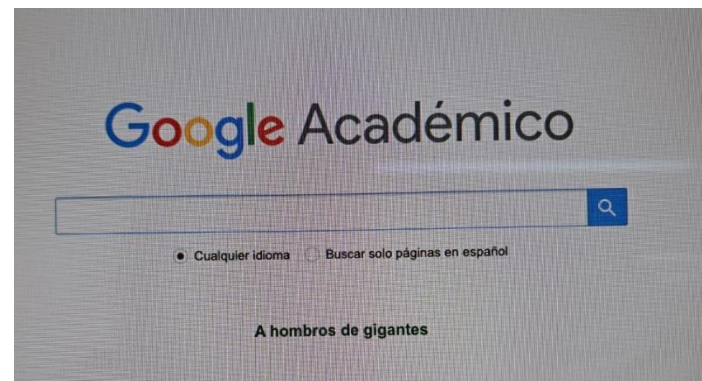 Google Académico
Cualquier idioma Buscar solo páginas en español
A hombros de gigantes